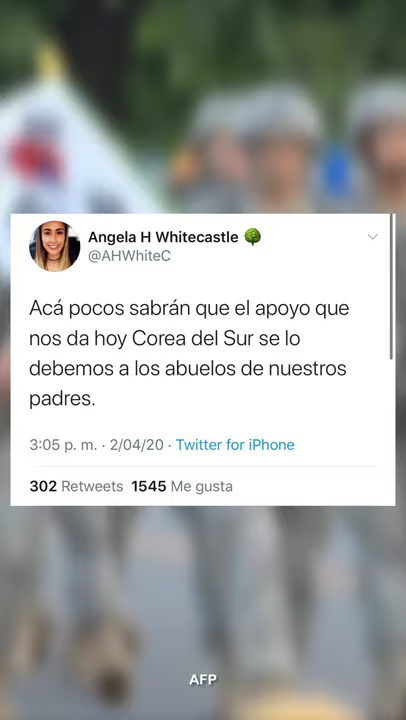 Angela H Whitecastle 🌳
@AHWhiteC
Acá pocos sabrán que el apoyo que
nos da hoy Corea del Sur se lo
debemos a los abuelos de nuestros
padres.
3:05 p. m. · 2/04/20 · Twitter for iPhone
302 Retweets 1545 Me gusta
AFP